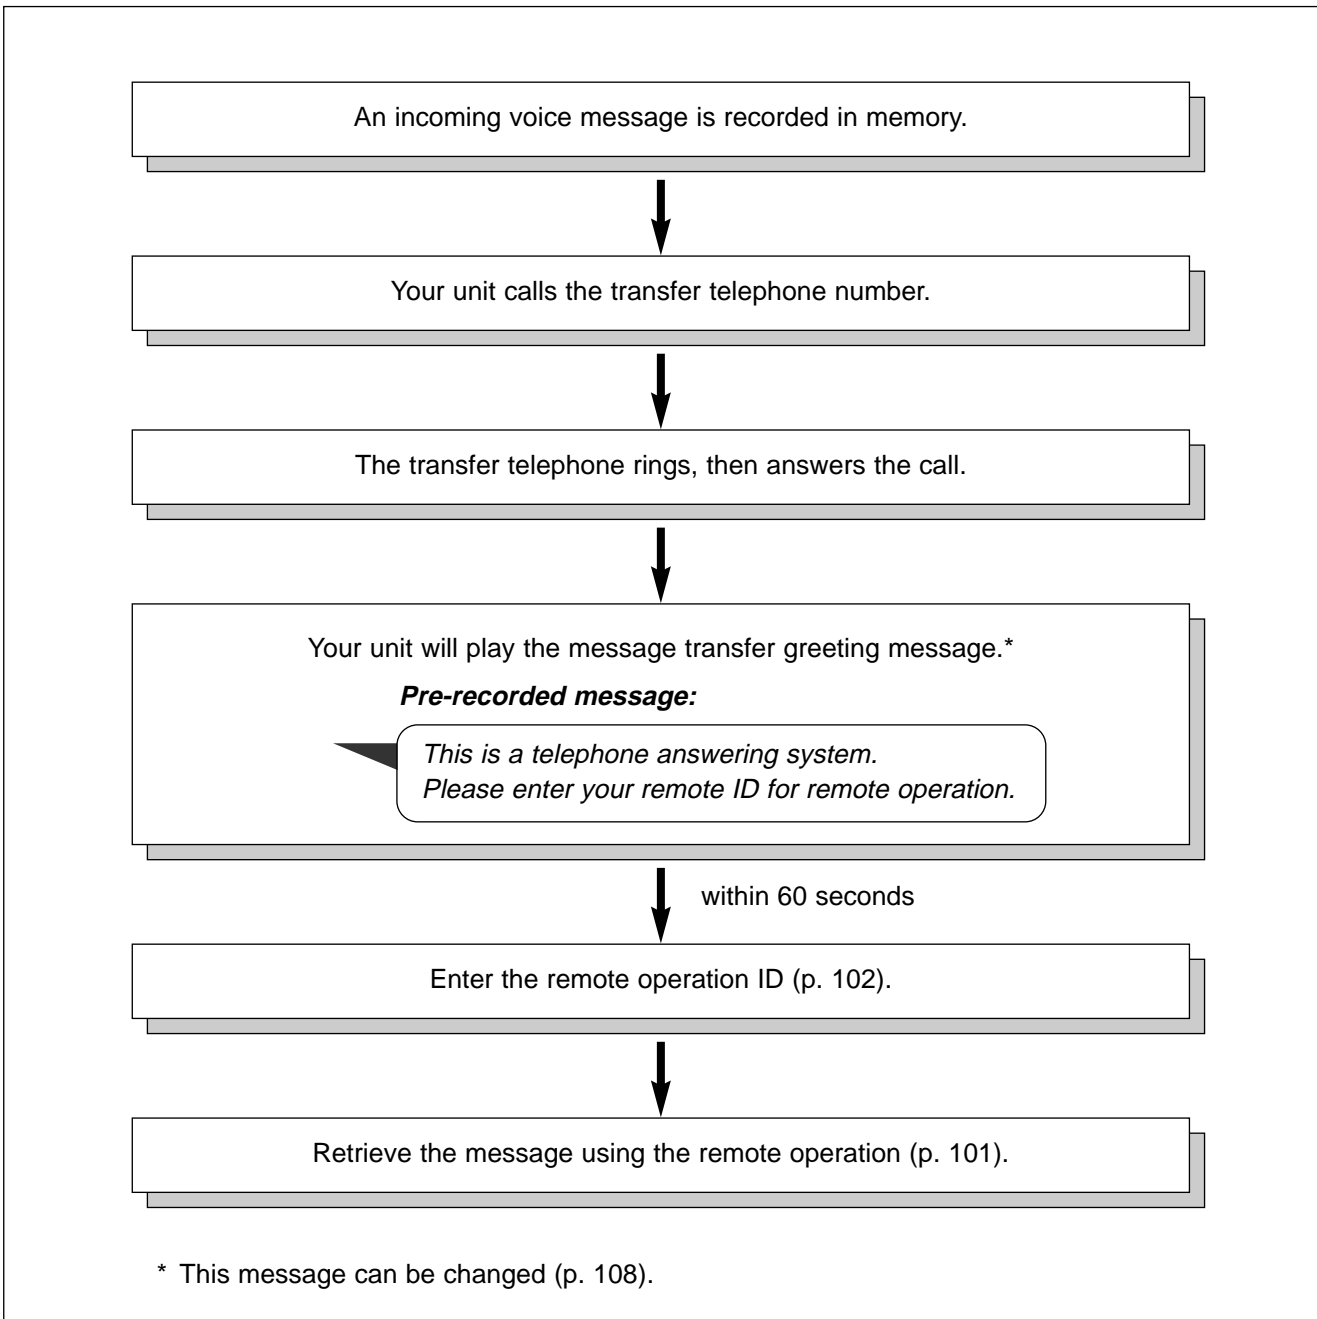 An incoming voice message is recorded in memory.
Your unit calls the transfer telephone number.
The transfer telephone rings, then answers the call.
Your unit will play the message transfer greeting message.*
Pre-recorded message:
This is a telephone answering system.
Please enter your remote ID for remote operation.
within 60 seconds
Enter the remote operation ID (p. 102).
Retrieve the message using the remote operation (p. 101).
* This message can be changed (p. 108).